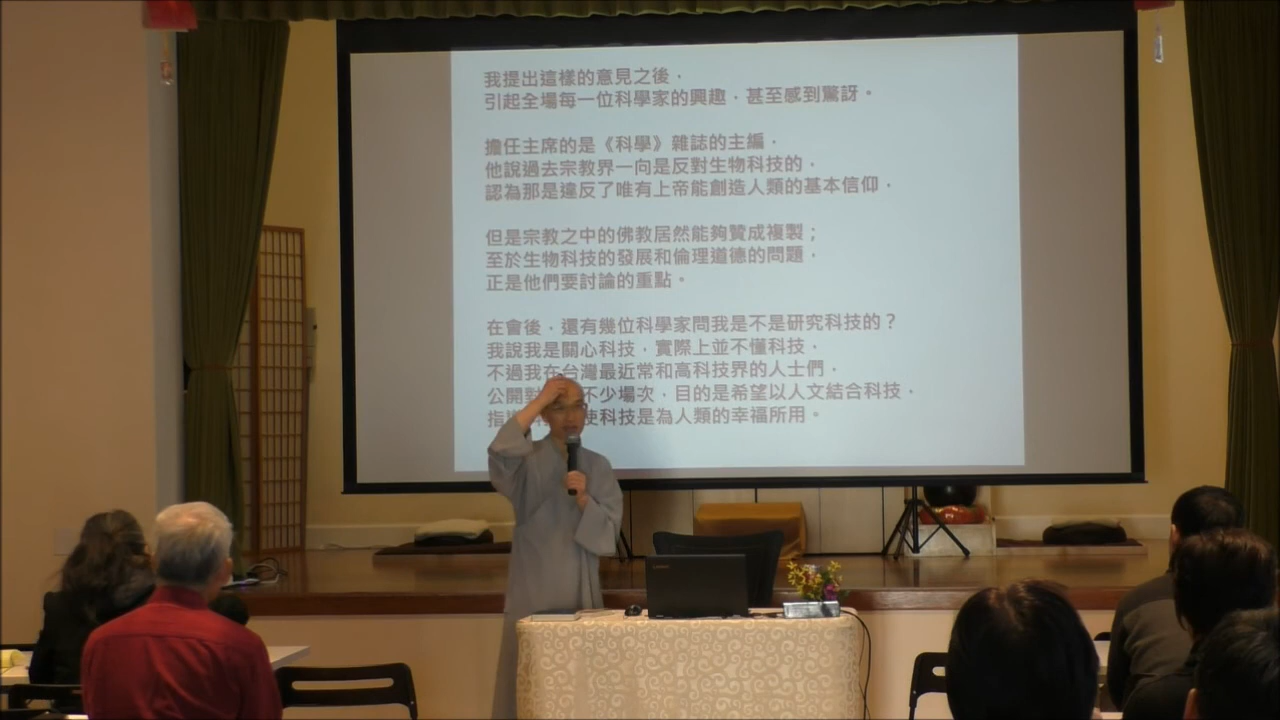 我提出這樣的意見之後，
引起全場每一位科學家的興趣，甚至感到驚訝。
擔任主席的是《科學》雜誌的主編，
他說過去宗教界一向是反對生物科技的，
認為那是違反了唯有上帝能創造人類的基本信仰，
但是宗教之中的佛教居然能夠贊成複製；
至於生物科技的發展和倫理道德的問題，
正是他們要討論的重點。
在會後，還有幾位科學家問我是不是研究科技的？
我說我是關心科技，實際上並不懂科技，
不過我在台灣最近常和高科技界的人士們，
公開對 不少場次，目的是希望以人文結合科技，
指 使科技是為人類的幸福所用。
lenovo